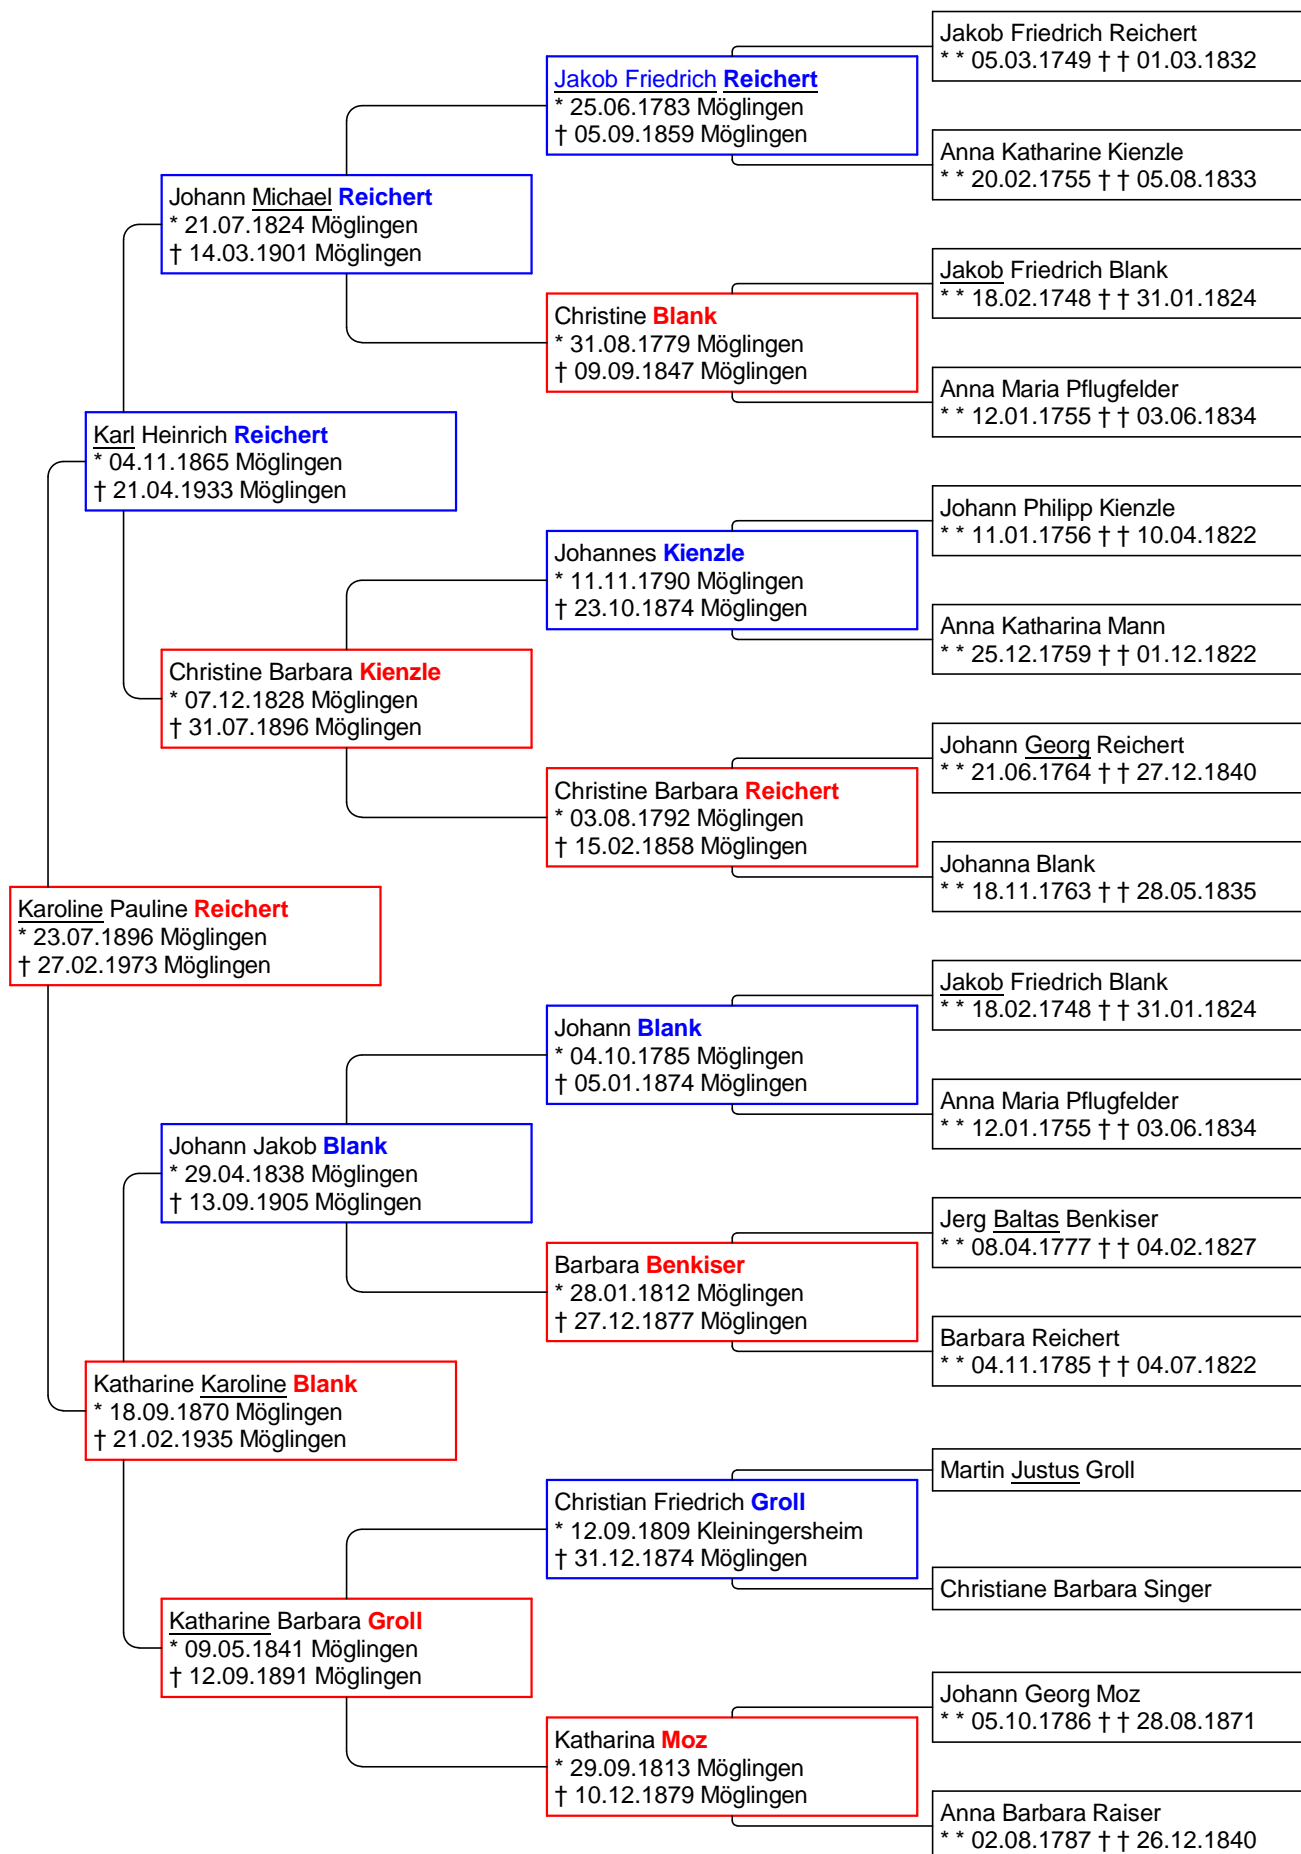 Jakob Friedrich Reichert
* * 05.03.1749 † † 01.03.1832
Jakob Friedrich Reichert
* 25.06.1783 Möglingen
† 05.09.1859 Möglingen
Anna Katharine Kienzle
* * 20.02.1755 † † 05.08.1833
Johann Michael Reichert
* 21.07.1824 Möglingen
† 14.03.1901 Möglingen
Jakob Friedrich Blank
* * 18.02.1748 † † 31.01.1824
Christine Blank
* 31.08.1779 Möglingen
† 09.09.1847 Möglingen
Anna Maria Pflugfelder
* * 12.01.1755 † † 03.06.1834
Karl Heinrich Reichert
* 04.11.1865 Möglingen
† 21.04.1933 Möglingen
Johann Philipp Kienzle
* * 11.01.1756 † † 10.04.1822
Johannes Kienzle
* 11.11.1790 Möglingen
† 23.10.1874 Möglingen
Anna Katharina Mann
* * 25.12.1759 † † 01.12.1822
Christine Barbara Kienzle
* 07.12.1828 Möglingen
† 31.07.1896 Möglingen
Johann Georg Reichert
* * 21.06.1764 † † 27.12.1840
Christine Barbara Reichert
* 03.08.1792 Möglingen
† 15.02.1858 Möglingen
Johanna Blank
* * 18.11.1763 † † 28.05.1835
Karoline Pauline Reichert
* 23.07.1896 Möglingen
† 27.02.1973 Möglingen
Jakob Friedrich Blank
* * 18.02.1748 † † 31.01.1824
Johann Blank
* 04.10.1785 Möglingen
† 05.01.1874 Möglingen
Anna Maria Pflugfelder
* * 12.01.1755 † † 03.06.1834
Johann Jakob Blank
* 29.04.1838 Möglingen
† 13.09.1905 Möglingen
Jerg Baltas Benkiser
* * 08.04.1777 † † 04.02.1827
Barbara Benkiser
* 28.01.1812 Möglingen
† 27.12.1877 Möglingen
Barbara Reichert
* * 04.11.1785 † † 04.07.1822
Katharine Karoline Blank
* 18.09.1870 Möglingen
† 21.02.1935 Möglingen
Martin Justus Groll
Christian Friedrich Groll
* 12.09.1809 Kleiningersheim
† 31.12.1874 Möglingen
Christiane Barbara Singer
Katharine Barbara Groll
* 09.05.1841 Möglingen
† 12.09.1891 Möglingen
Johann Georg Moz
* * 05.10.1786 † † 28.08.1871
Katharina Moz
* 29.09.1813 Möglingen
† 10.12.1879 Möglingen
Anna Barbara Raiser
* * 02.08.1787 † † 26.12.1840